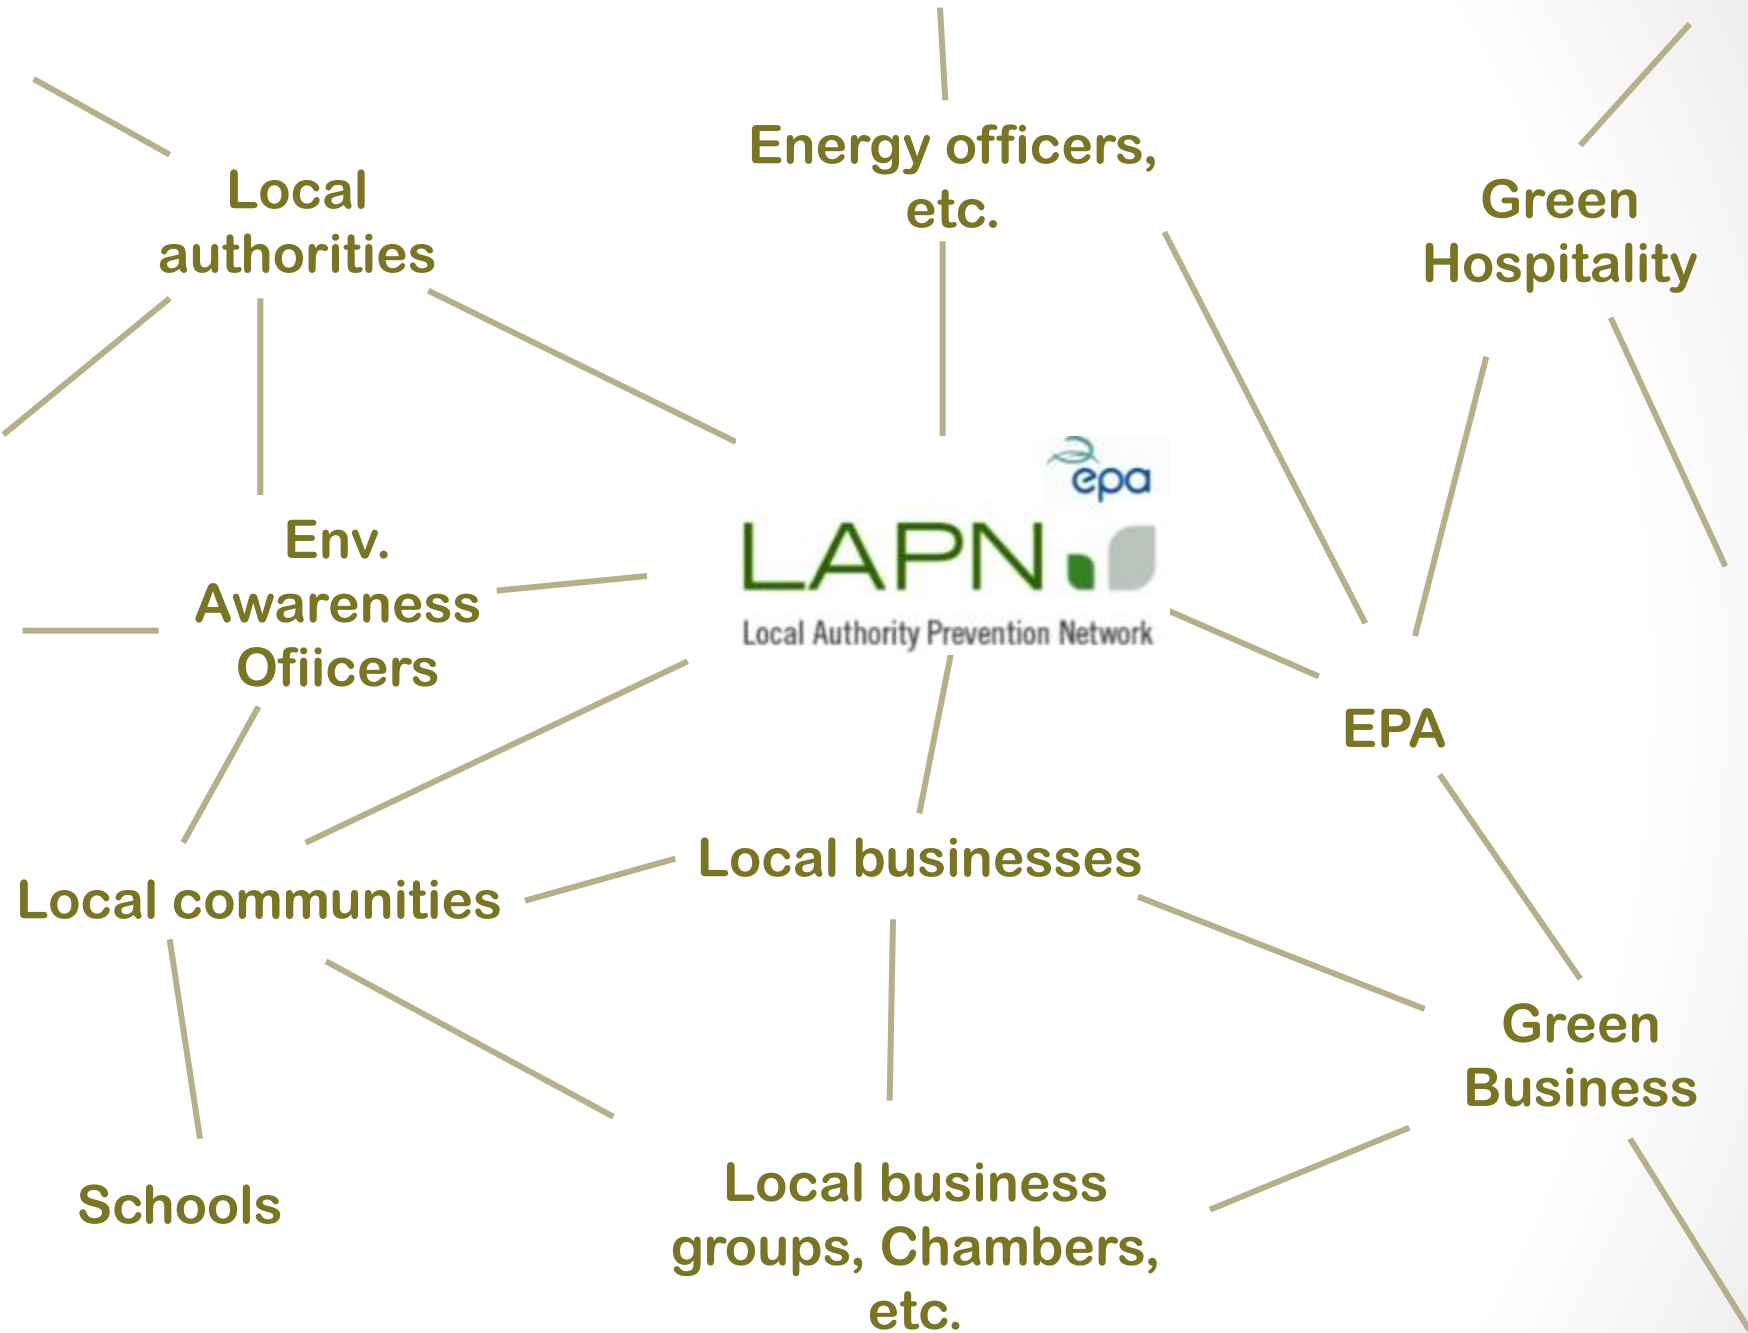 Energy officers,
etc.
Local
authorities
Green
Hospitality
epa
LAPN
Local Authority Prevention Network
Env.
Awareness
Ofiicers
EPA
Local businesses
Local communities
Green
Business
Schools
Local business
groups, Chambers,
etc.